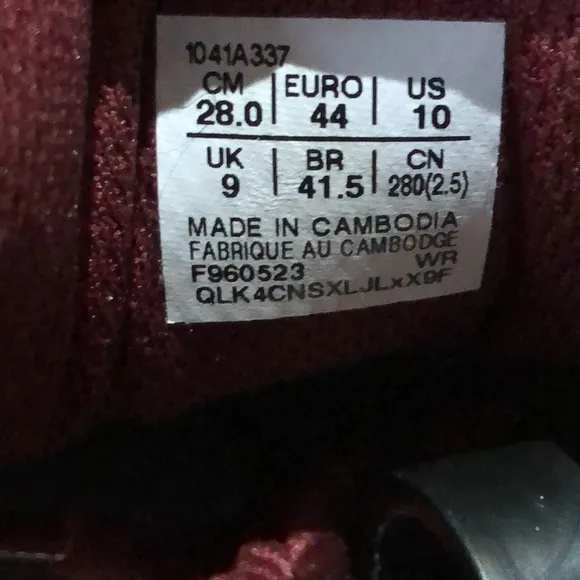 1041A337
CM | EURO | US
28.0 | 44 | 10
UK | BR | CN
9 | 41.5 | 280(2.5)
MADE IN CAMBODIA
FABRIQUE AU CAMBODGE
F960523 WR
QLK4CNSXLJLxX9F